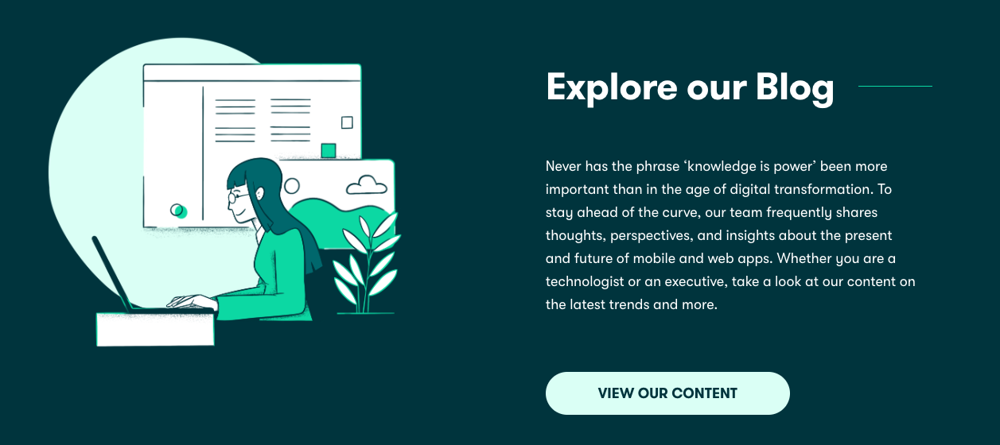 Explore our Blog
Never has the phrase ‘knowledge is power’ been more
important than in the age of digital transformation. To
stay ahead of the curve, our team frequently shares
thoughts, perspectives, and insights about the present
and future of mobile and web apps. Whether you are a
technologist or an executive, take a look at our content on
the latest trends and more.
VIEW OUR CONTENT